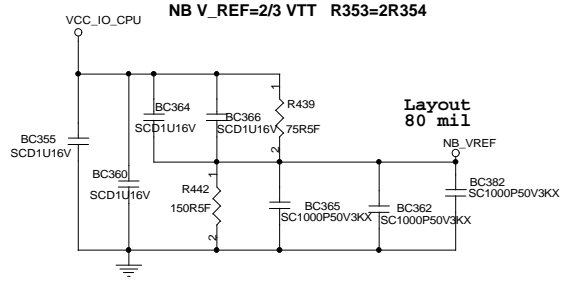 NB V_REF=2/3 VTT R353=2R354
VCC_IO_CPU
BC364
SCD1U16V
BC366
SCD1U16V
1
R439
75R5F
2
Layout
80 mil
NB_VREF
BC355
SCD1U16V
BC360
SCD1U16V
1
R442
150R5F
2
BC365
SC1000P50V3KX
BC362
SC1000P50V3KX
BC382
SC1000P50V3KX